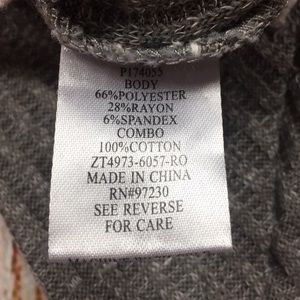 P174055
BODY
66%POLYESTER
28%RAYON
6%SPANDEX
COMBO
100%COTTON
ZT4973-6057-RO
MADE IN CHINA
RN#97230
SEE REVERSE
FOR CARE